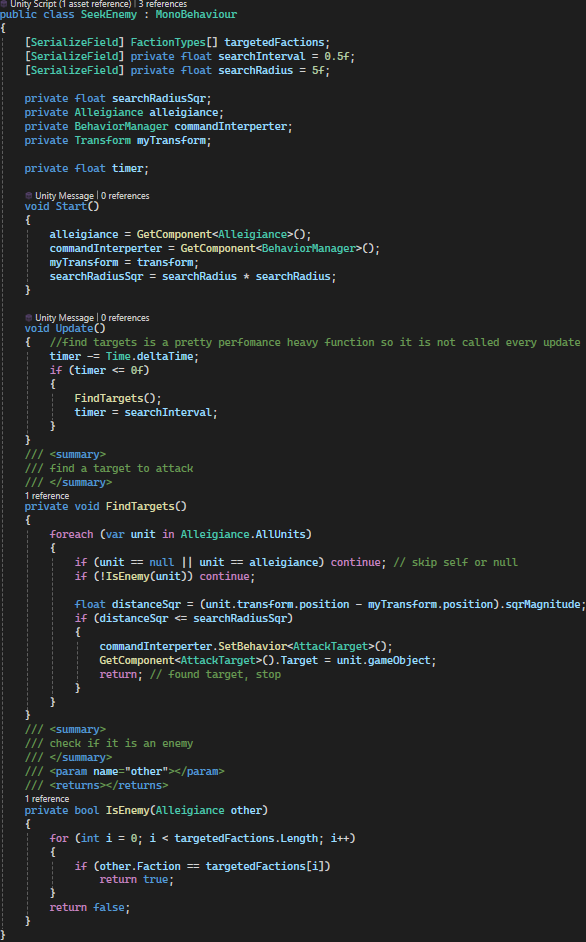 Unity Script (1 asset reference) | 3 references
public class SeekEnemy : MonoBehaviour
{
    [SerializeField] FactionTypes[] targetedFactions;
    [SerializeField] private float searchInterval = 0.5f;
    [SerializeField] private float searchRadius = 5f;

    private float searchRadiusSqr;
    private Alleigiance alleigiance;
    private BehaviorManager commandInterperter;
    private Transform myTransform;

    private float timer;

    Unity Message | 0 references
    void Start()
    {
        alleigiance = GetComponent<Alleigiance>();
        commandInterperter = GetComponent<BehaviorManager>();
        myTransform = transform;
        searchRadiusSqr = searchRadius * searchRadius;
    }

    Unity Message | 0 references
    void Update()
    {   //find targets is a pretty perfomance heavy function so it is not called every update
        timer -= Time.deltaTime;
        if (timer <= 0f)
        {
            FindTargets();
            timer = searchInterval;
        }
    }
    /// <summary>
    /// find a target to attack
    /// </summary>
    1 reference
    private void FindTargets()
    {
        foreach (var unit in Alleigiance.AllUnits)
        {
            if (unit == null || unit == alleigiance) continue; // skip self or null
            if (!IsEnemy(unit)) continue;

            float distanceSqr = (unit.transform.position - myTransform.position).sqrMagnitude;
            if (distanceSqr <= searchRadiusSqr)
            {
                commandInterperter.SetBehavior<AttackTarget>();
                GetComponent<AttackTarget>().Target = unit.gameObject;
                return; // found target, stop
            }
        }
    }
    /// <summary>
    /// check if it is an enemy
    /// </summary>
    /// <param name="other"></param>
    /// <returns></returns>
    1 reference
    private bool IsEnemy(Alleigiance other)
    {
        for (int i = 0; i < targetedFactions.Length; i++)
        {
            if (other.Faction == targetedFactions[i])
                return true;
        }
        return false;
    }
}